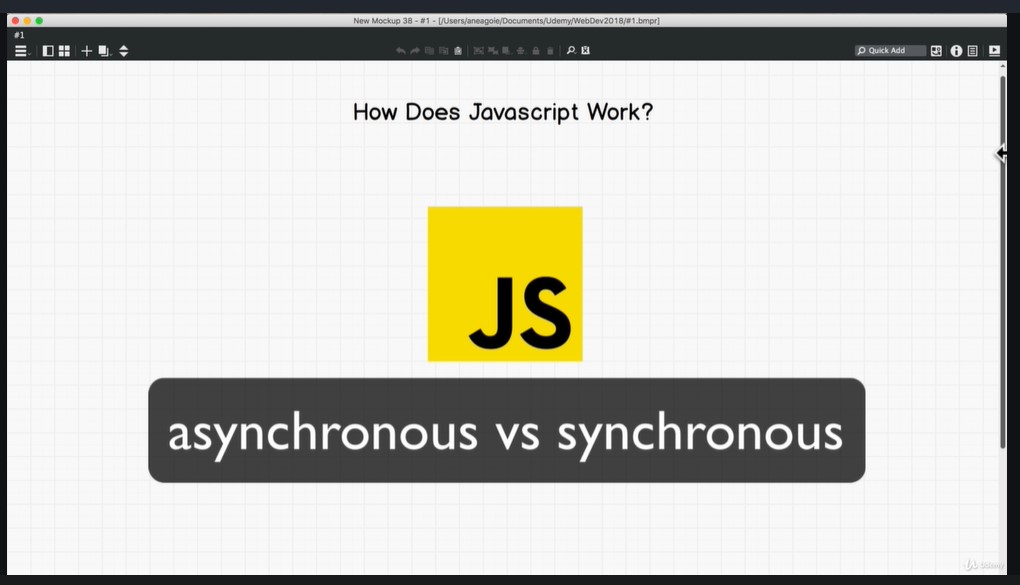 New Mockup 38 - #1 - [/Users/aneagoie/Documents/Udemy/WebDev2018/#1.bmpr]
#1
Quick Add
How Does Javascript Work?
JS
asynchronous vs synchronous
Udemy